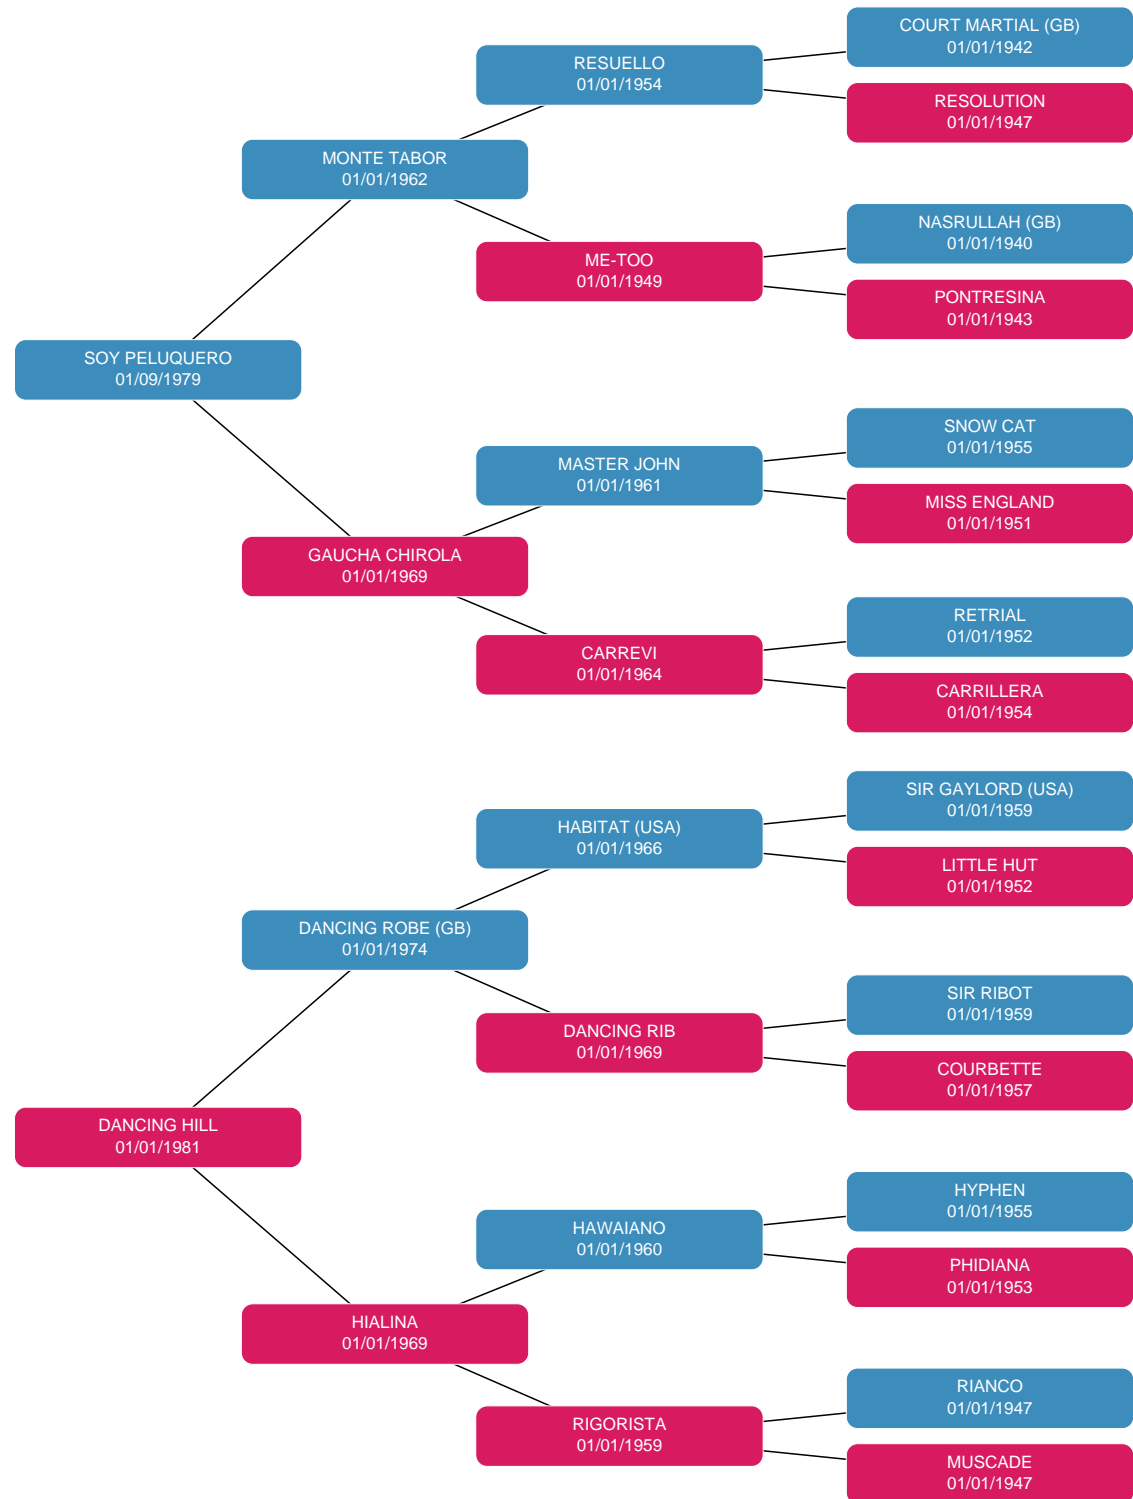 COURT MARTIAL (GB)
01/01/1942
RESUELLO
01/01/1954
RESOLUTION
01/01/1947
MONTE TABOR
01/01/1962
NASRULLAH (GB)
01/01/1940
ME-TOO
01/01/1949
PONTRESINA
01/01/1943
SOY PELUQUERO
01/09/1979
SNOW CAT
01/01/1955
MASTER JOHN
01/01/1961
MISS ENGLAND
01/01/1951
GAUCHA CHIROLA
01/01/1969
RETRIAL
01/01/1952
CARREVI
01/01/1964
CARRILLERA
01/01/1954
SIR GAYLORD (USA)
01/01/1959
HABITAT (USA)
01/01/1966
LITTLE HUT
01/01/1952
DANCING ROBE (GB)
01/01/1974
SIR RIBOT
01/01/1959
DANCING RIB
01/01/1969
COURBETTE
01/01/1957
DANCING HILL
01/01/1981
HYPHEN
01/01/1955
HAWAIANO
01/01/1960
PHIDIANA
01/01/1953
HIALINA
01/01/1969
RIANCO
01/01/1947
RIGORISTA
01/01/1959
MUSCADE
01/01/1947